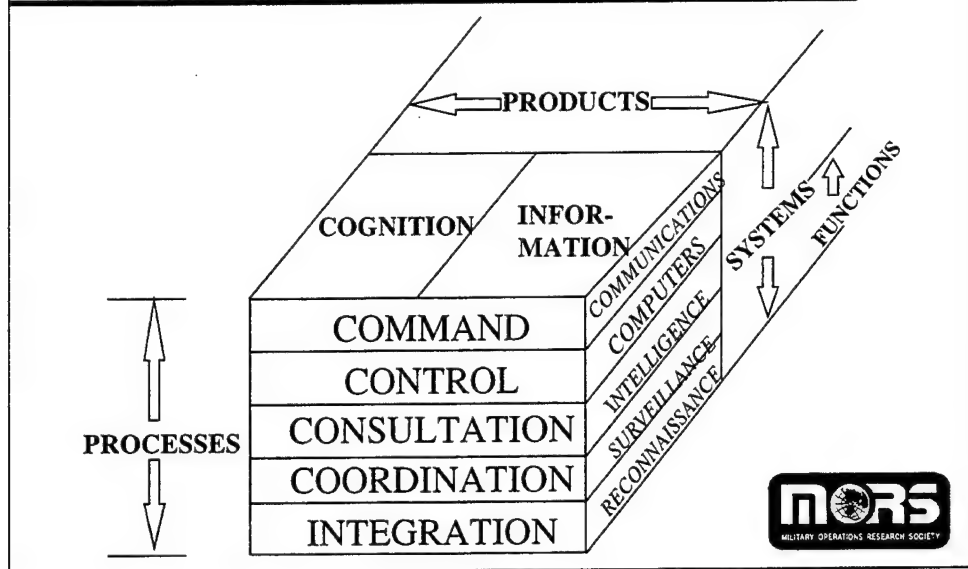 PRODUCTS
COGNITION
INFOR-
MATION
COMMUNICATIONS
COMPUTERS
INTELLIGENCE
SURVEILLANCE
RECONNAISSANCE
SYSTEMS
FUNCTIONS
PROCESSES
COMMAND
CONTROL
CONSULTATION
COORDINATION
INTEGRATION
MORS
MILITARY OPERATIONS RESEARCH SOCIETY